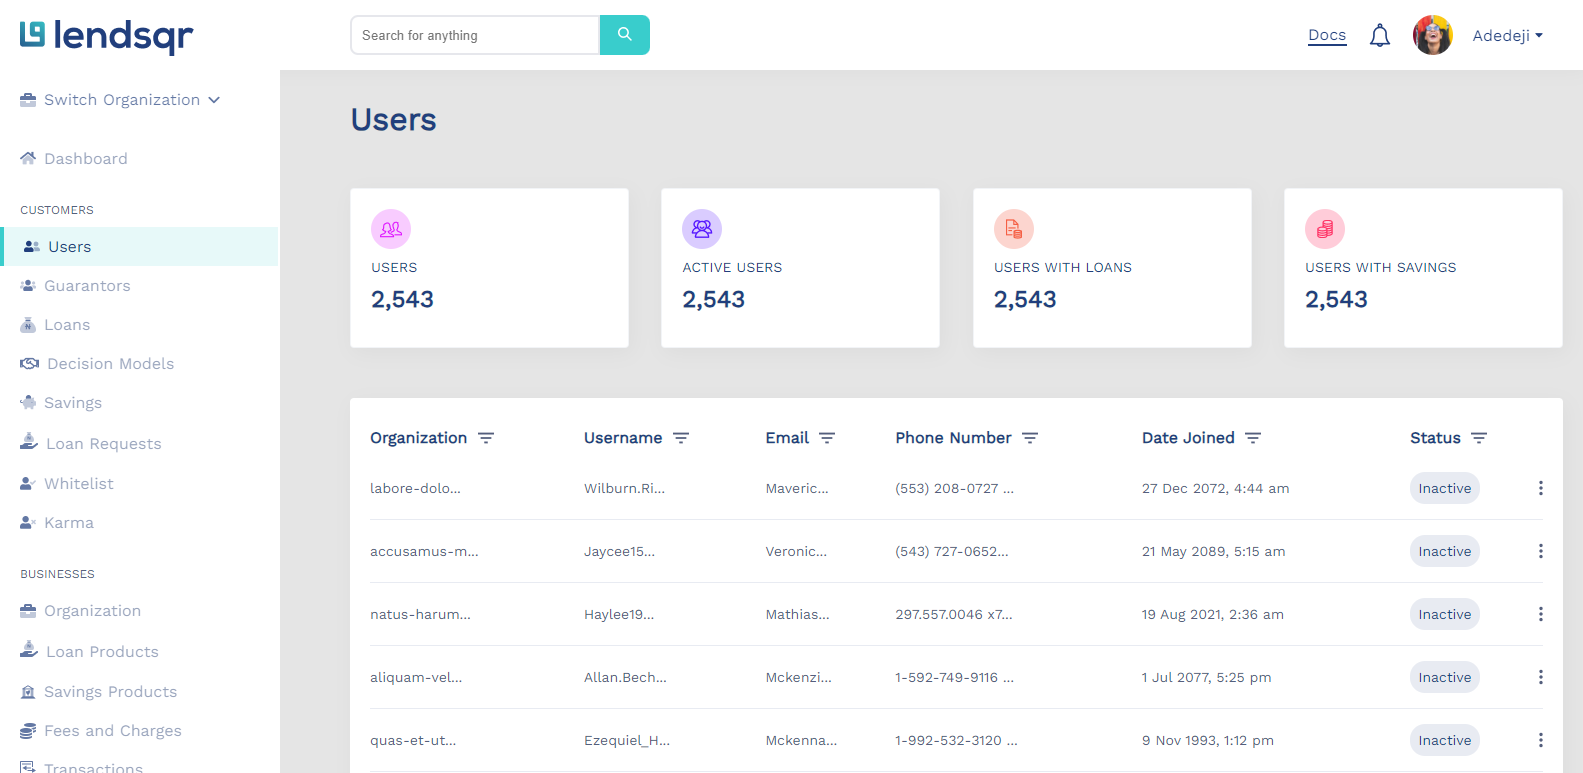 lendsqr
Search for anything
Docs
Adedeji
Switch Organization
Dashboard
CUSTOMERS
Users
Guarantors
Loans
Decision Models
Savings
Loan Requests
Whitelist
Karma
BUSINESSES
Organization
Loan Products
Savings Products
Fees and Charges
Transactions
Users
USERS
2,543
ACTIVE USERS
2,543
USERS WITH LOANS
2,543
USERS WITH SAVINGS
2,543
Organization Username Email Phone Number Date Joined Status
labore-dolo... Wilburn.Ri... Maveric... (553) 208-0727 ... 27 Dec 2072, 4:44 am Inactive
accusamus-m... Jaycee15... Veronic... (543) 727-0652... 21 May 2089, 5:15 am Inactive
natus-harum... Haylee19... Mathias... 297.557.0046 x7... 19 Aug 2021, 2:36 am Inactive
aliquam-vel... Allan.Bech... Mckenzi... 1-592-749-9116 ... 1 Jul 2077, 5:25 pm Inactive
quas-et-ut... Ezequiel_H... Mckenna... 1-992-532-3120 ... 9 Nov 1993, 1:12 pm Inactive